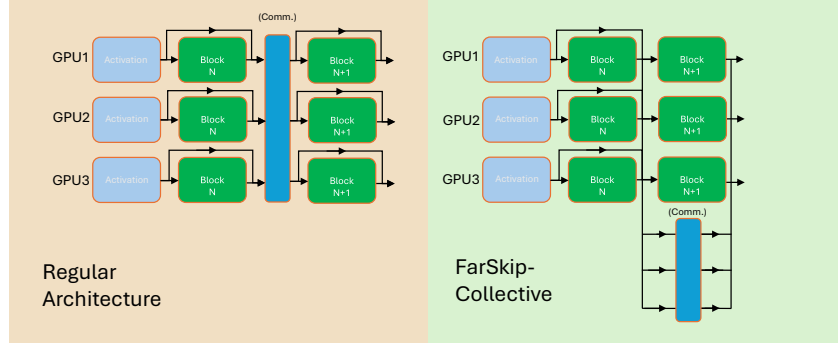 (Comm.)
GPU1
Activation
Block
N
Block
N+1
GPU2
Activation
Block
N
Block
N+1
GPU3
Activation
Block
N
Block
N+1
Regular
Architecture
GPU1
Activation
Block
N
Block
N+1
GPU2
Activation
Block
N
Block
N+1
GPU3
Activation
Block
N
Block
N+1
(Comm.)
FarSkip-
Collective